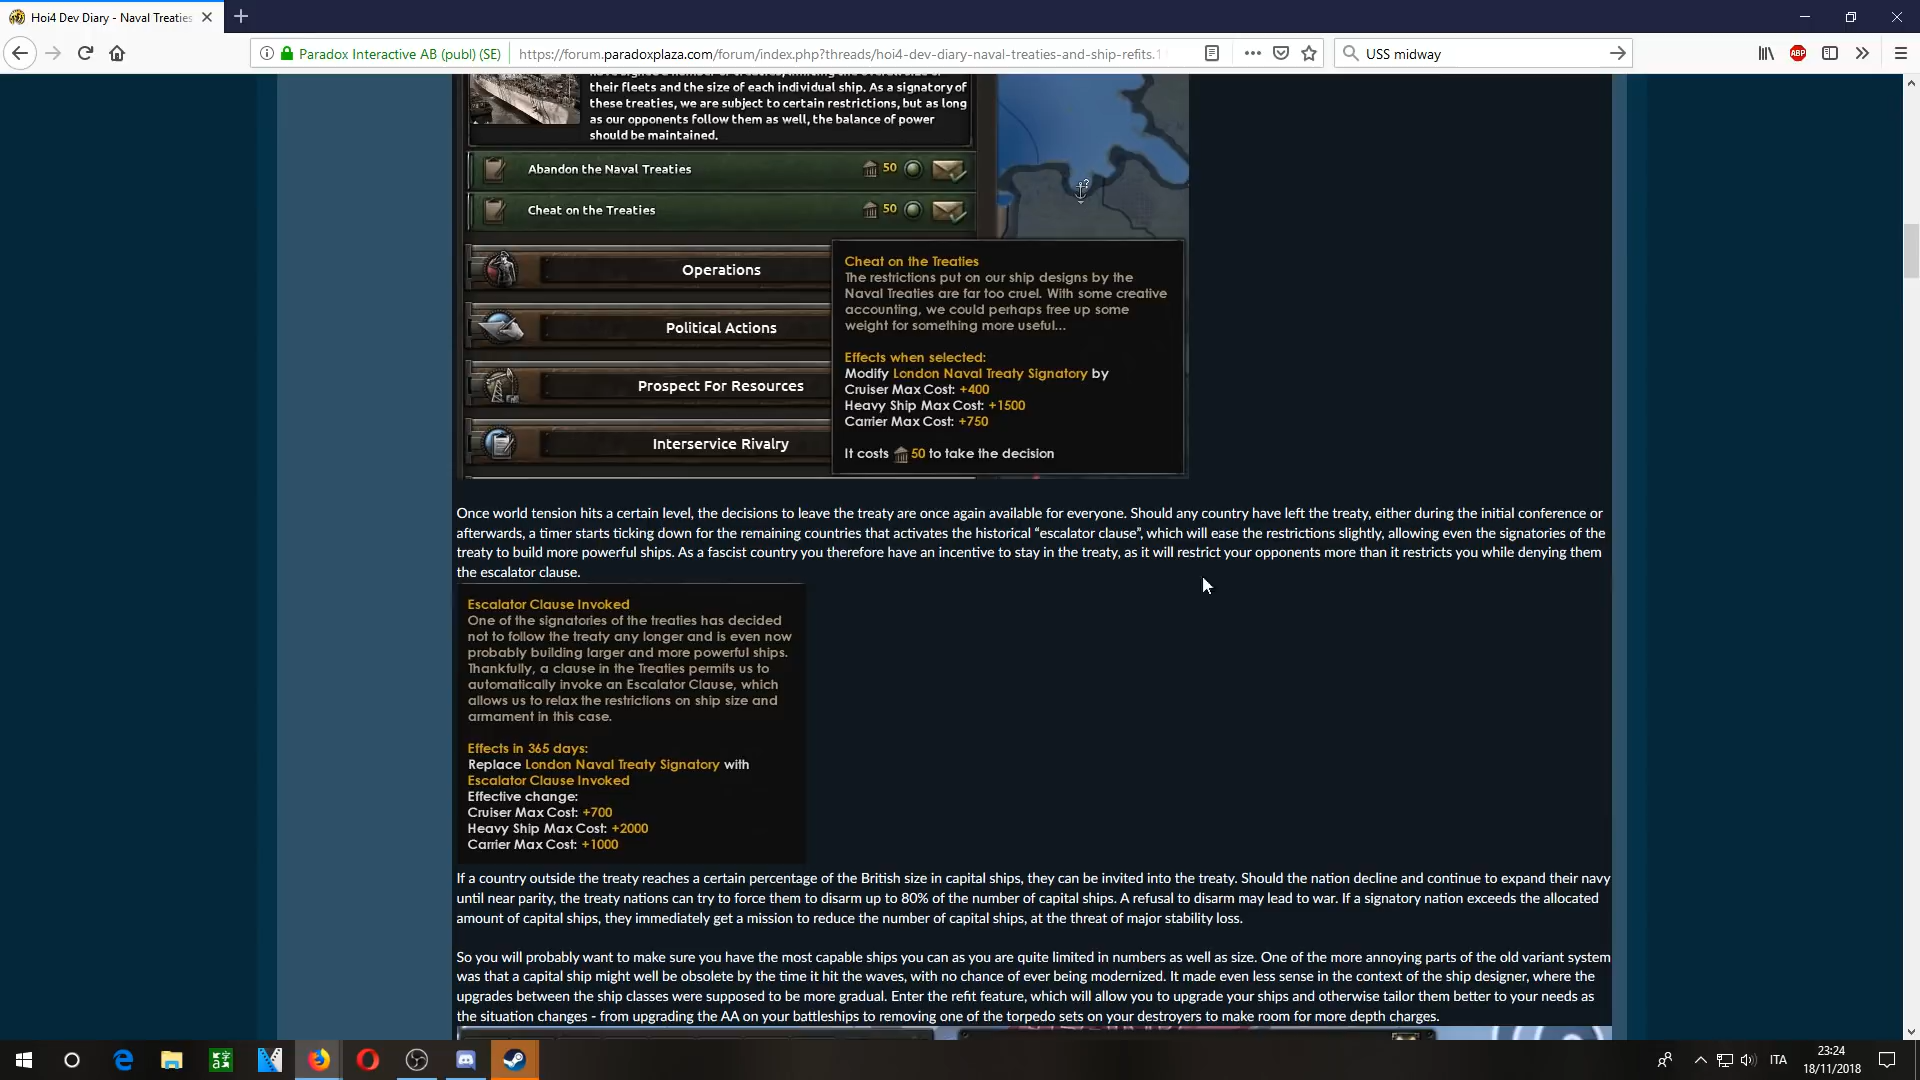 Hoi4 Dev Diary - Naval Treaties
Paradox Interactive AB (publ) (SE)
https://forum.paradoxplaza.com/forum/index.php?threads/hoi4-dev-diary-naval-treaties-and-ship-refits.1
USS midway
ABP
their fleets and the size of each individual ship. As a signatory of
these treaties, we are subject to certain restrictions, but as long
as our opponents follow them as well, the balance of power
should be maintained.
Abandon the Naval Treaties 50
Cheat on the Treaties 50
Operations
Political Actions
Prospect For Resources
Interservice Rivalry
Cheat on the Treaties
The restrictions put on our ship designs by the
Naval Treaties are far too cruel. With some creative
accounting, we could perhaps free up some
weight for something more useful...
Effects when selected:
Modify London Naval Treaty Signatory by
Cruiser Max Cost: +400
Heavy Ship Max Cost: +1500
Carrier Max Cost: +750
It costs 50 to take the decision
Once world tension hits a certain level, the decisions to leave the treaty are once again available for everyone. Should any country have left the treaty, either during the initial conference or
afterwards, a timer starts ticking down for the remaining countries that activates the historical “escalator clause”, which will ease the restrictions slightly, allowing even the signatories of the
treaty to build more powerful ships. As a fascist country you therefore have an incentive to stay in the treaty, as it will restrict your opponents more than it restricts you while denying them
the escalator clause.
Escalator Clause Invoked
One of the signatories of the treaties has decided
not to follow the treaty any longer and is even now
probably building larger and more powerful ships.
Thankfully, a clause in the Treaties permits us to
automatically invoke an Escalator Clause, which
allows us to relax the restrictions on ship size and
armament in this case.
Effects in 365 days:
Replace London Naval Treaty Signatory with
Escalator Clause Invoked
Effective change:
Cruiser Max Cost: +700
Heavy Ship Max Cost: +2000
Carrier Max Cost: +1000
If a country outside the treaty reaches a certain percentage of the British size in capital ships, they can be invited into the treaty. Should the nation decline and continue to expand their navy
until near parity, the treaty nations can try to force them to disarm up to 80% of the number of capital ships. A refusal to disarm may lead to war. If a signatory nation exceeds the allocated
amount of capital ships, they immediately get a mission to reduce the number of capital ships, at the threat of major stability loss.
So you will probably want to make sure you have the most capable ships you can as you are quite limited in numbers as well as size. One of the more annoying parts of the old variant system
was that a capital ship might well be obsolete by the time it hit the waves, with no chance of ever being modernized. It made even less sense in the context of the ship designer, where the
upgrades between the ship classes were supposed to be more gradual. Enter the refit feature, which will allow you to upgrade your ships and otherwise tailor them better to your needs as
the situation changes - from upgrading the AA on your battleships to removing one of the torpedo sets on your destroyers to make room for more depth charges.
ITA
23:24
18/11/2018